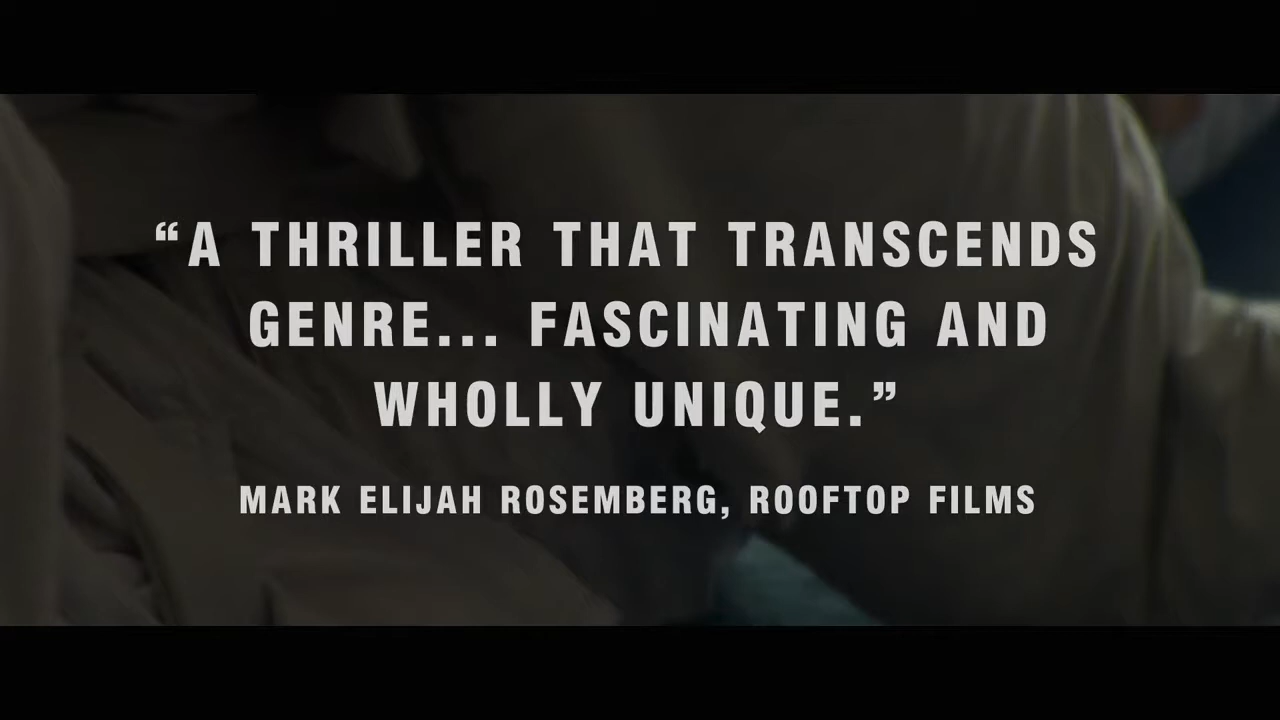 “A THRILLER THAT TRANSCENDS
GENRE... FASCINATING AND
WHOLLY UNIQUE.”
MARK ELIJAH ROSEMBERG, ROOFTOP FILMS